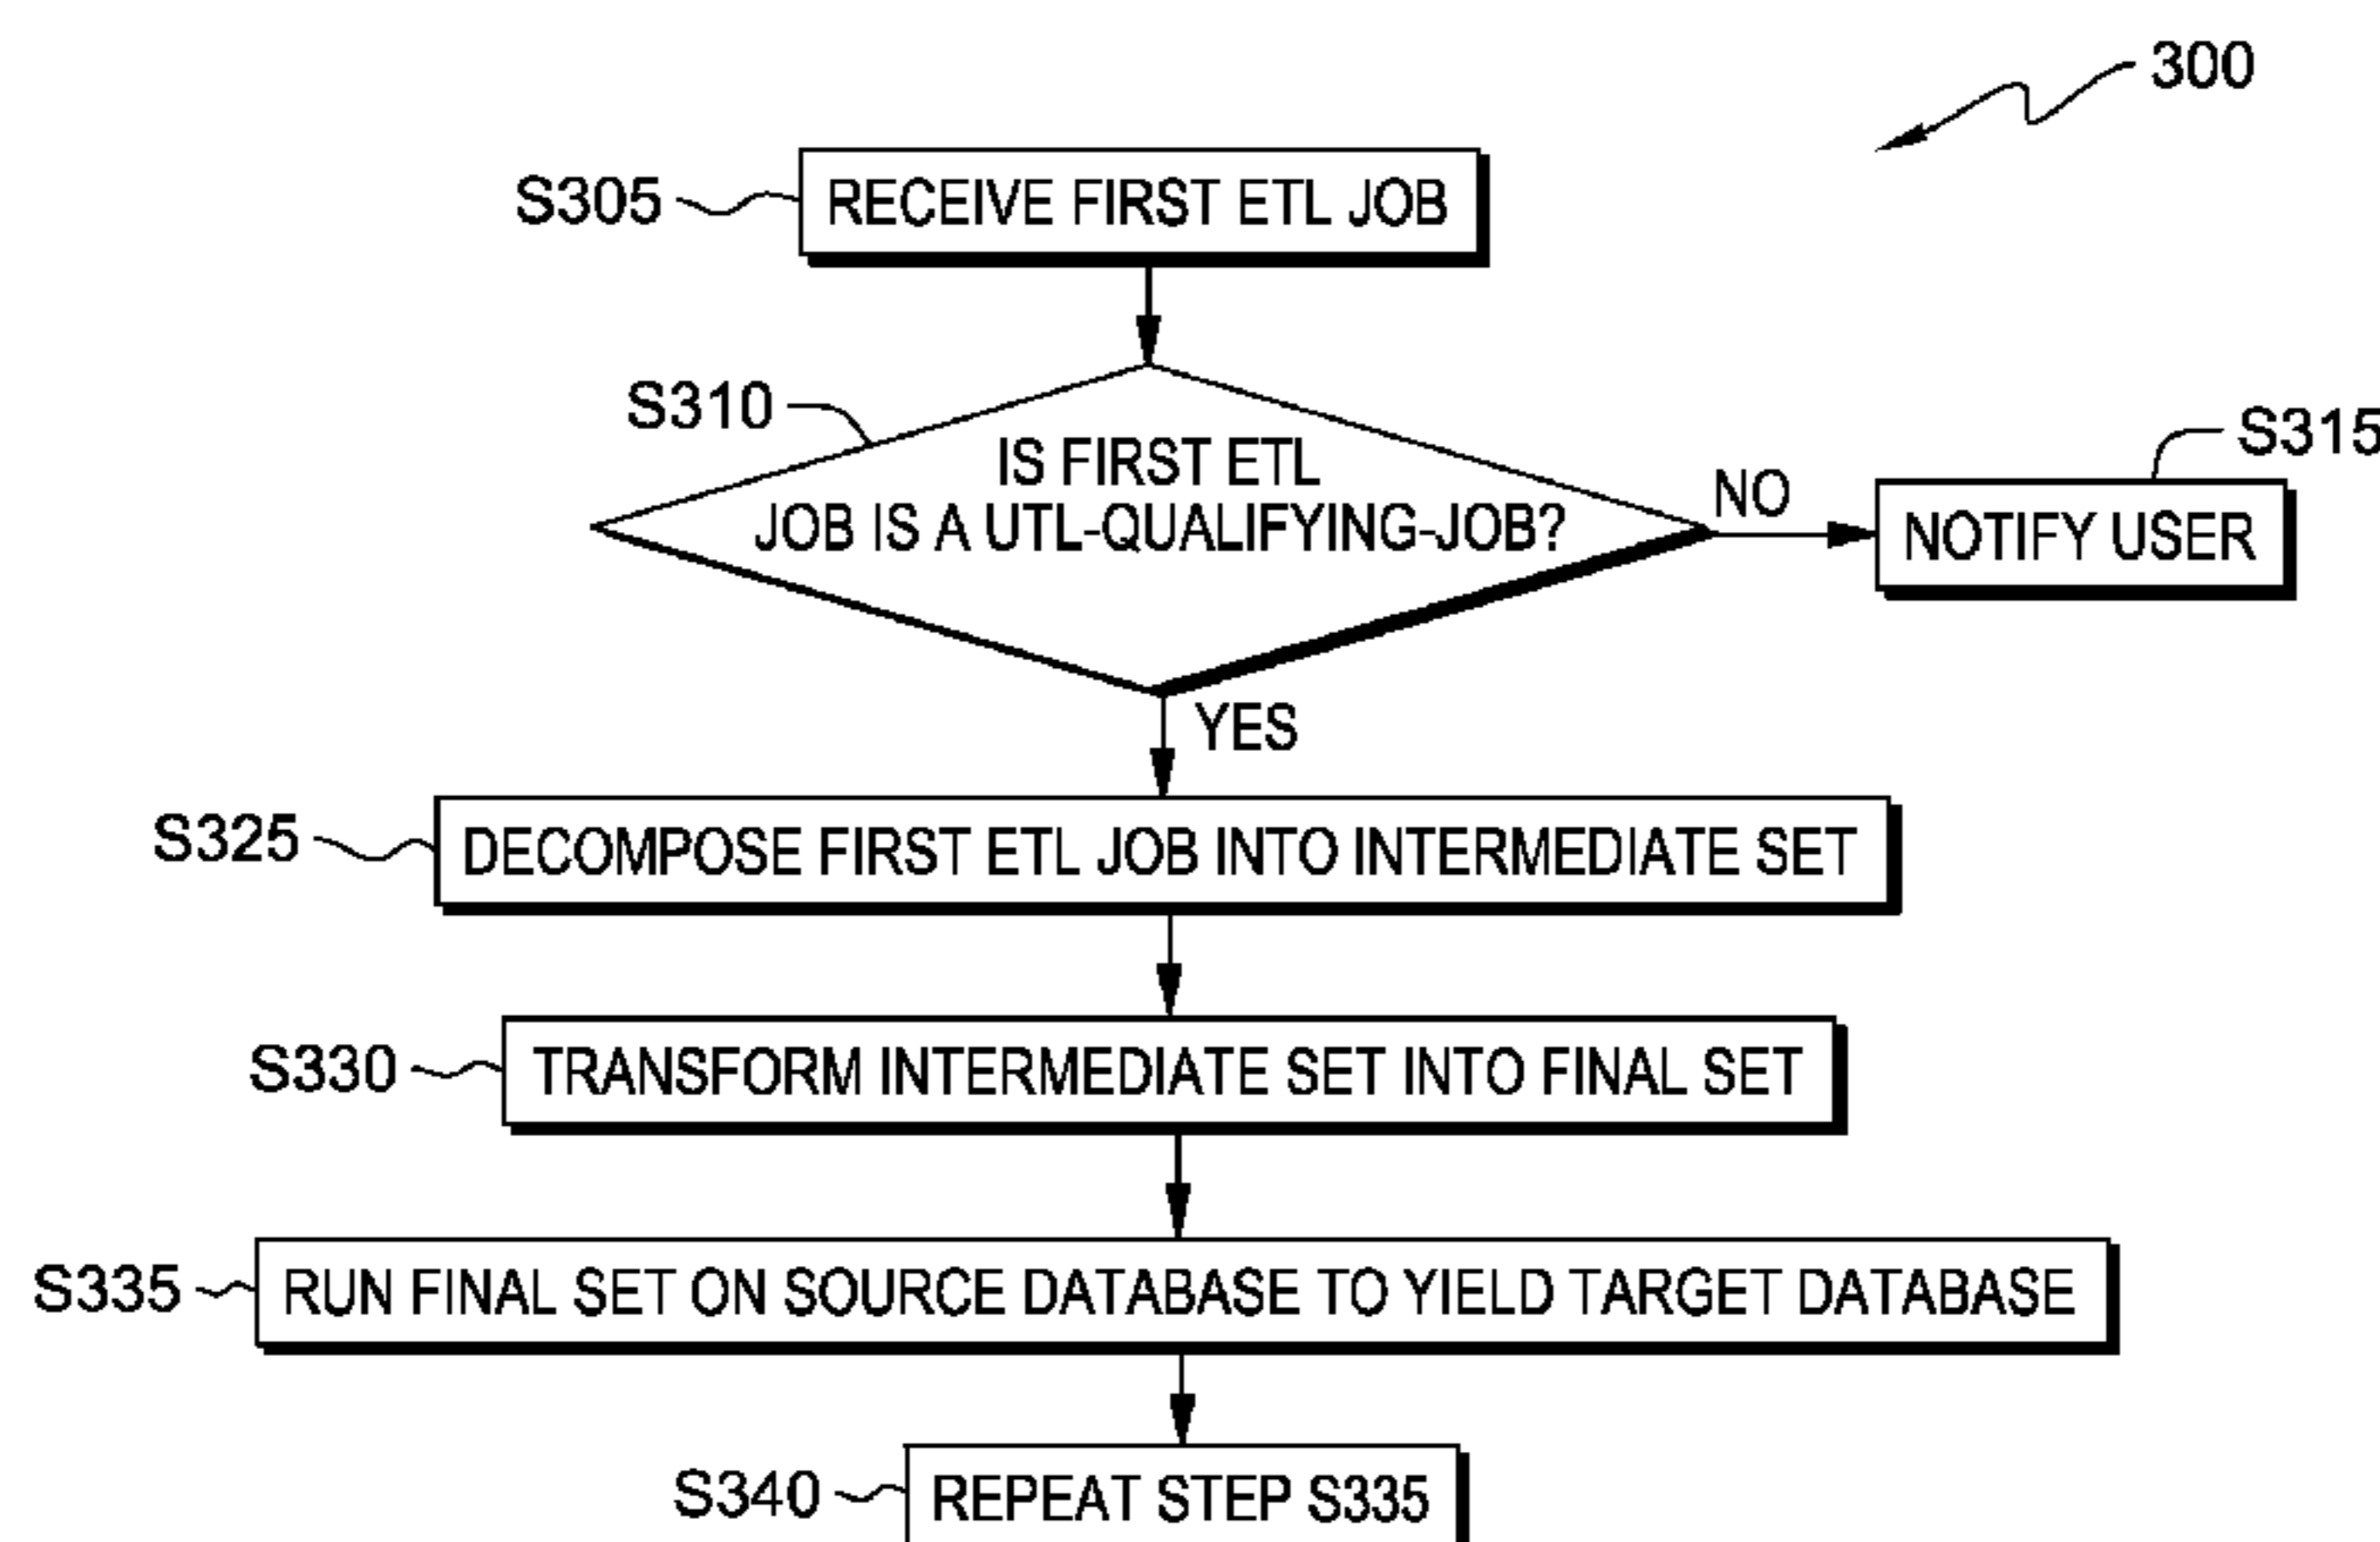 300
S305
RECEIVE FIRST ETL JOB
S310
IS FIRST ETL
JOB IS A UTL-QUALIFYING-JOB?
NO
S315
NOTIFY USER
YES
S325
DECOMPOSE FIRST ETL JOB INTO INTERMEDIATE SET
S330
TRANSFORM INTERMEDIATE SET INTO FINAL SET
S335
RUN FINAL SET ON SOURCE DATABASE TO YIELD TARGET DATABASE
S340
REPEAT STEP S335